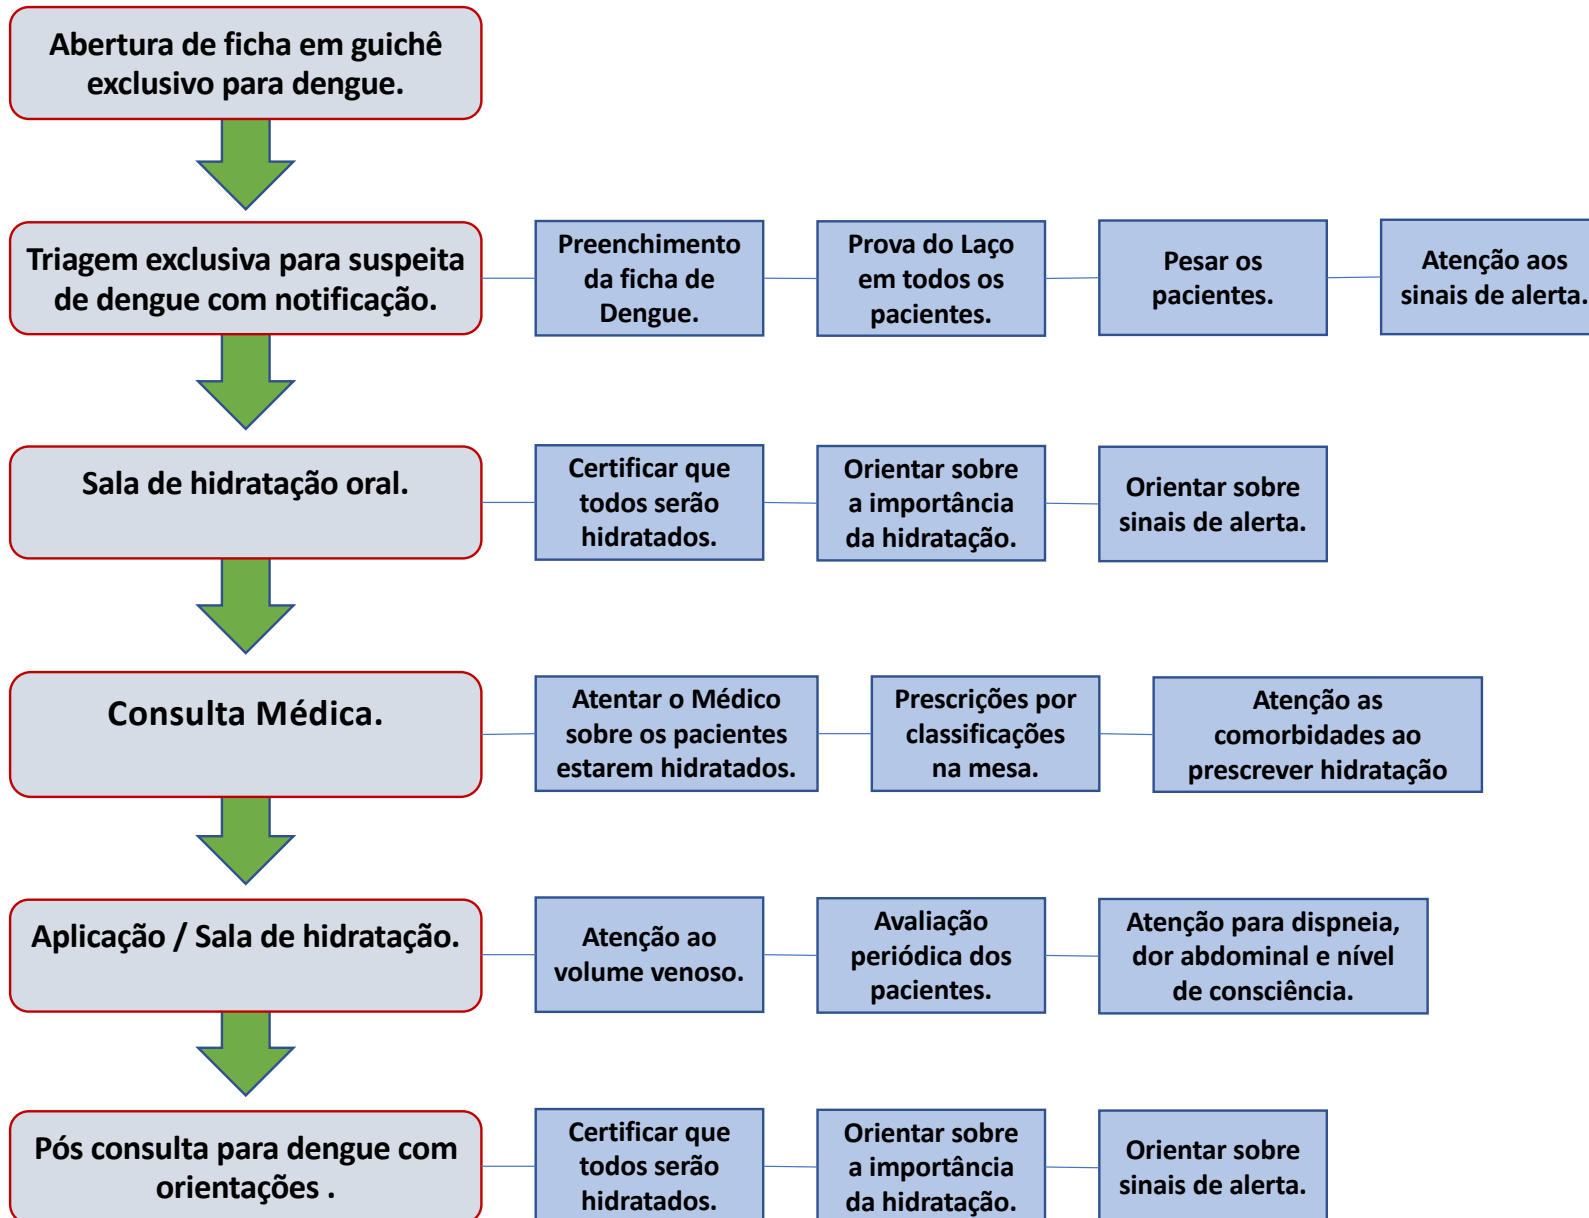 Abertura de ficha em guichê
exclusivo para dengue.
Triagem exclusiva para suspeita
de dengue com notificação.
Preenchimento
da ficha de
Dengue.
Prova do Laço
em todos os
pacientes.
Pesar os
pacientes.
Atenção aos
sinais de alerta.
Sala de hidratação oral.
Certificar que
todos serão
hidratados.
Orientar sobre
a importância
da hidratação.
Orientar sobre
sinais de alerta.
Consulta Médica.
Atentar o Médico
sobre os pacientes
estarem hidratados.
Prescrições por
classificações
na mesa.
Atenção as
comorbidades ao
prescrever hidratação
Aplicação / Sala de hidratação.
Atenção ao
volume venoso.
Avaliação
periódica dos
pacientes.
Atenção para dispneia,
dor abdominal e nível
de consciência.
Pós consulta para dengue com
orientações .
Certificar que
todos serão
hidratados.
Orientar sobre
a importância
da hidratação.
Orientar sobre
sinais de alerta.